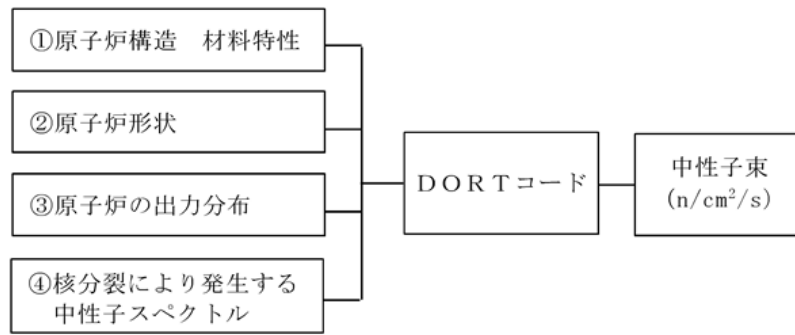 ①原子炉構造　材料特性
②原子炉形状
③原子炉の出力分布
④核分裂により発生する
中性子スペクトル
ＤＯＲＴコード
中性子束
(n/cm²/s)